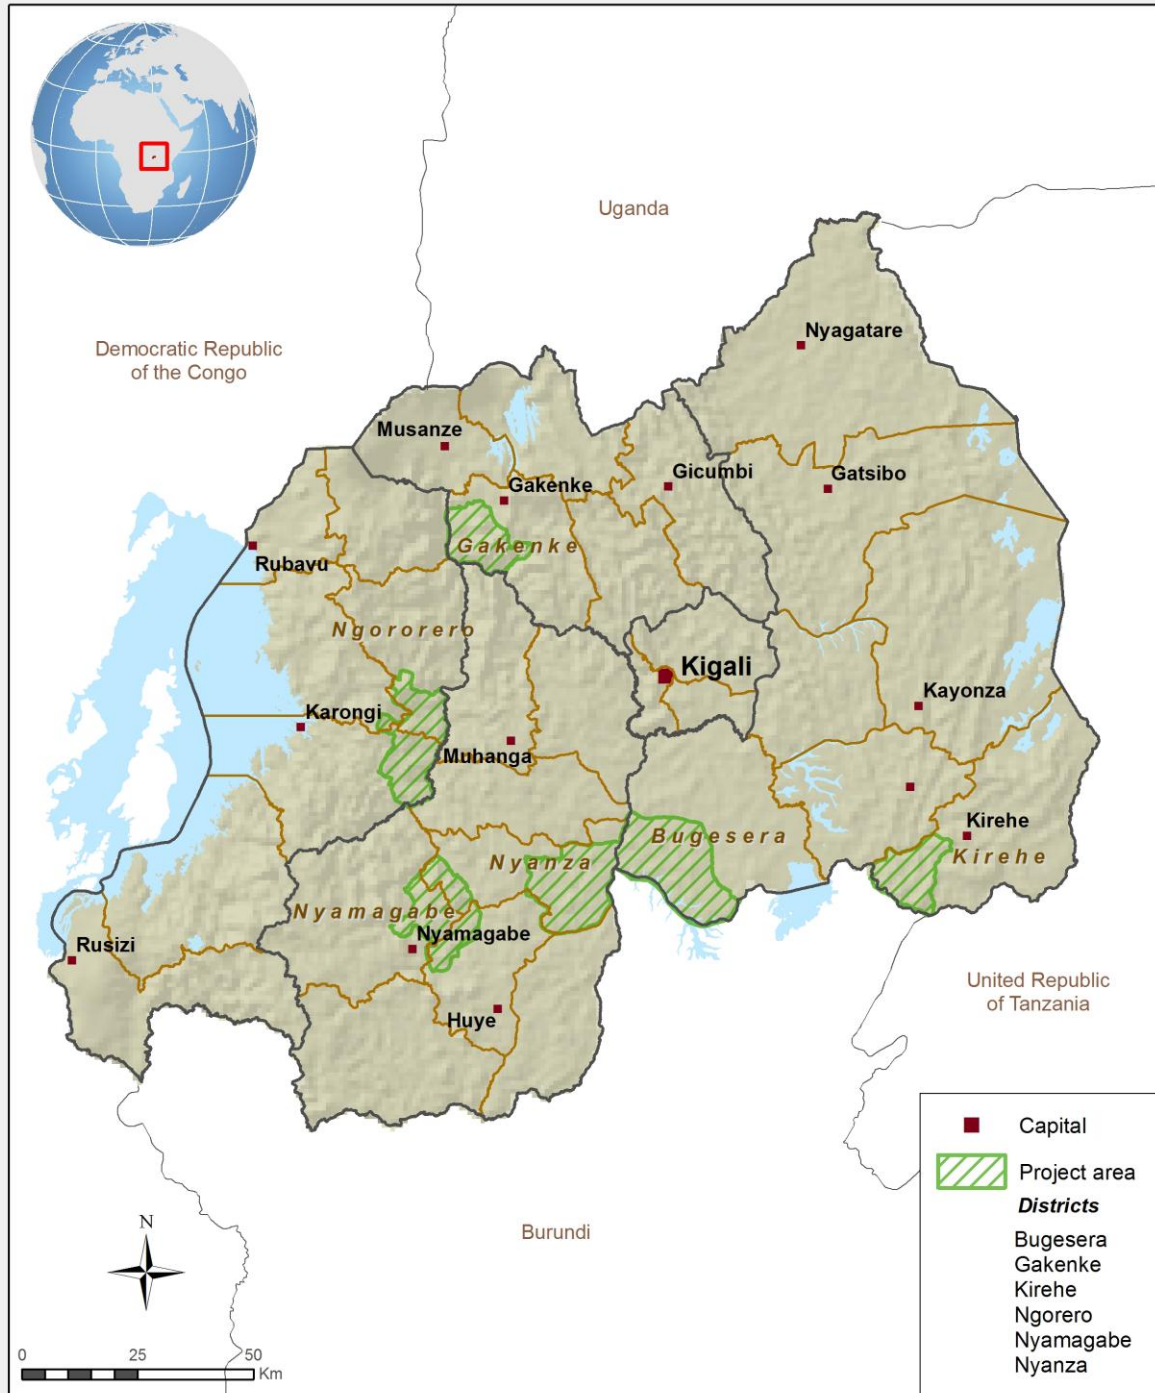 Uganda
Democratic Republic
of the Congo
Nyagatare
Musanze
Gicumbi
Gatsibo
Gakenke
Gakenke
Rubavu
Ngororero
Kigali
Kayonza
Karongi
Muhanga
Kirehe
Bugesera
Kirehe
Nyanza
Nyamagabe
Nyamagabe
Rusizi
Huye
United Republic
of Tanzania
Burundi
N
0 25 50
Km
Capital
Project area
Districts
Bugesera
Gakenke
Kirehe
Ngorero
Nyamagabe
Nyanza